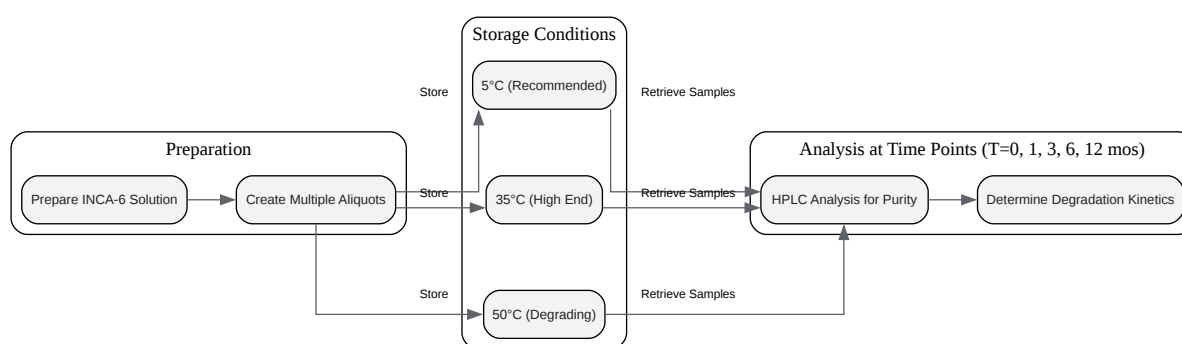 Storage Conditions
Store
5°C (Recommended)
Retrieve Samples
Preparation
Analysis at Time Points (T=0, 1, 3, 6, 12 mos)
Prepare INCA-6 Solution
Create Multiple Aliquots
Store
35°C (High End)
Retrieve Samples
HPLC Analysis for Purity
Determine Degradation Kinetics
Store
50°C (Degrading)
Retrieve Samples